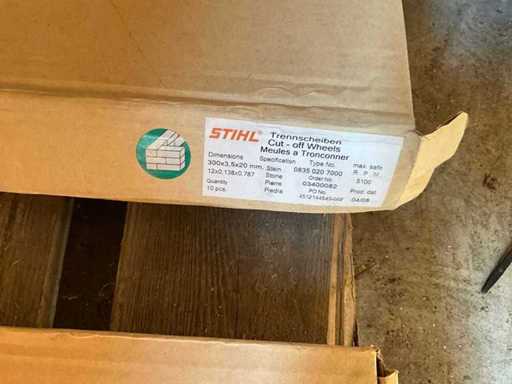 STIHL Trennscheiben
Cut - off Wheels
Meules a Tronconner
Dimensions Specification Type No. max. safe
300x3,5x20 mm. Stein 0835 020 7000 R. P. M.
12x0,138x0,787 Stone Order No. 5100
Quantity Pierre 03400082 Prod. dat.
10 pcs. Piedra PO No. 04/08